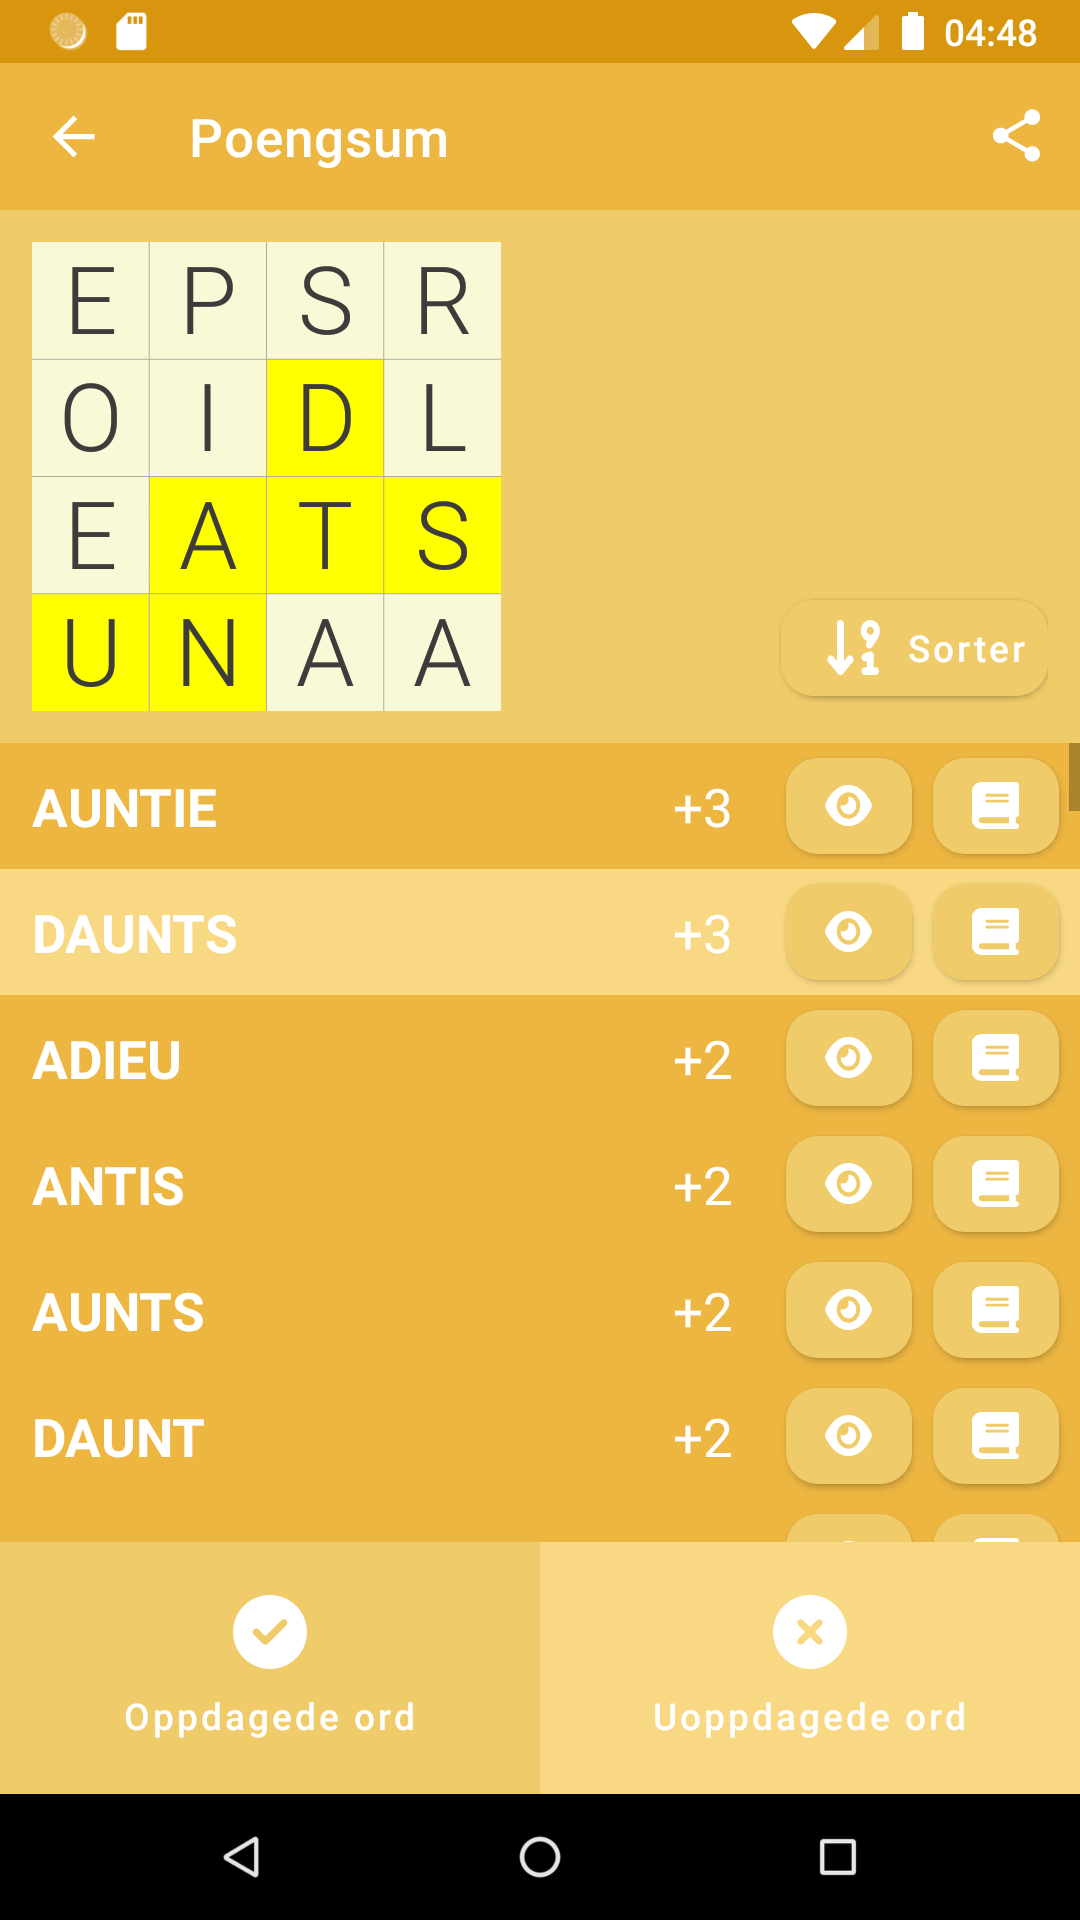 04:48
Poengsum
E P S R
O I D L
E A T S
U N A A
Sorter
AUNTIE +3
DAUNTS +3
ADIEU +2
ANTIS +2
AUNTS +2
DAUNT +2
Oppdagede ord
Uoppdagede ord